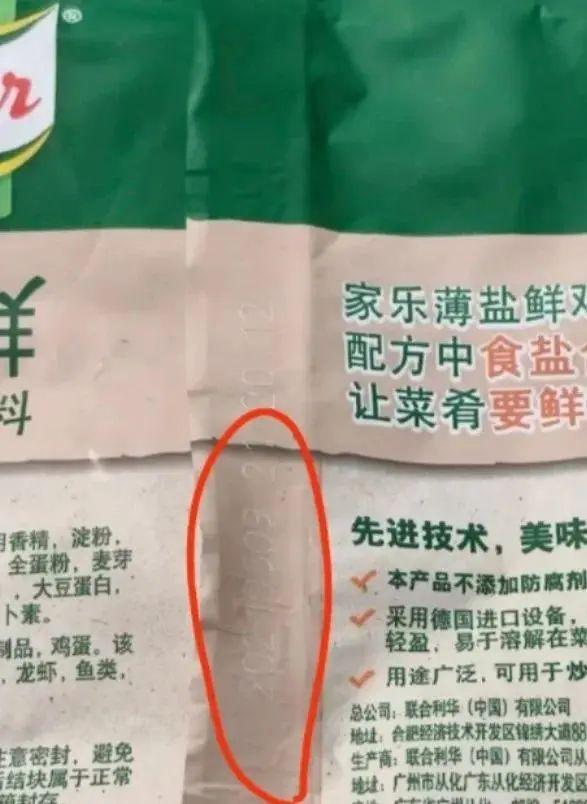 r®
料
家乐薄盐鲜
配方中食盐
让菜肴要鲜
用香精，淀粉，
全蛋粉，麦芽
，大豆蛋白，
卜素。
制品，鸡蛋。该
，龙虾，鱼类，
注意密封，避免
结块属于正常
先进技术，美味
本产品不添加防腐剂
采用德国进口设备，
轻盈，易于溶解在菜
用途广泛，可用于炒
总公司：联合利华（中国）有限公司
地址：合肥经济技术开发区锦绣大道88
生产商：联合利华（中国）有限公司从
地址：广州市从化广东从化经济开发区